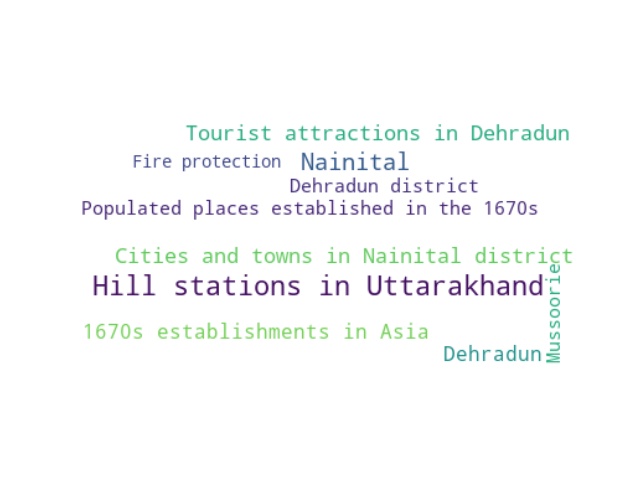 Tourist attractions in Dehradun
Fire protection
Nainital
Dehradun district
Populated places established in the 1670s
Cities and towns in Nainital district
Hill stations in Uttarakhand
Mussoorie
1670s establishments in Asia
Dehradun